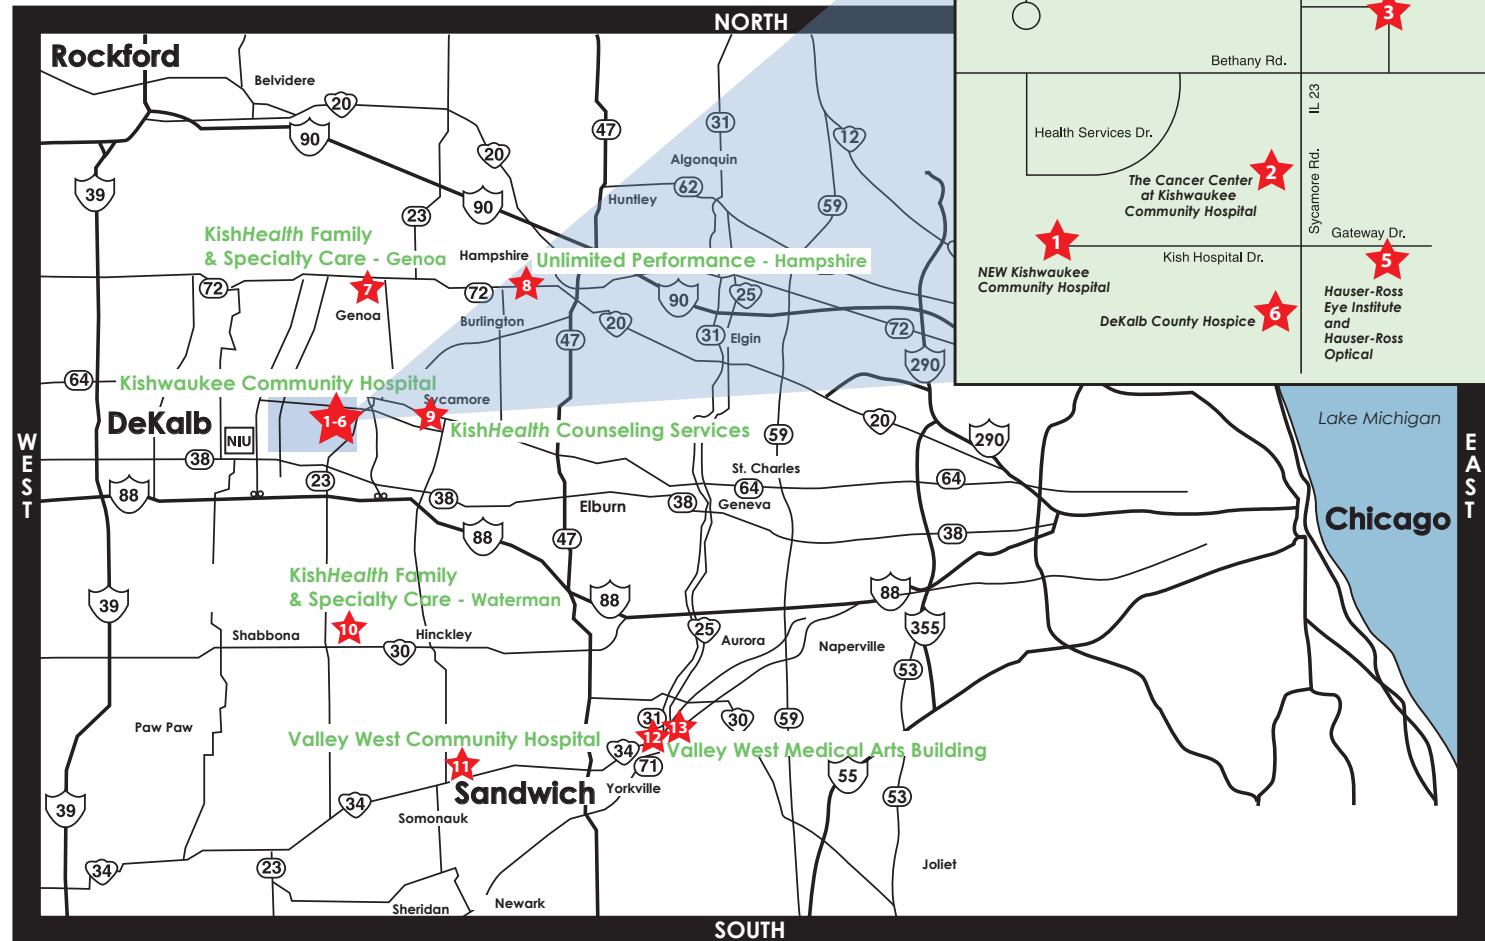 NORTH
Rockford
Belvidere
20
90
39
20
90
23
47
31
12
Algonquin
62
Huntley
59
KishHealth Family
& Specialty Care - Genoa
Hampshire
Unlimited Performance - Hampshire
72
7
Genoa
72
8
Burlington
90
25
20
31
Elgin
47
72
290
64
Kishwaukee Community Hospital
Sycamore
DeKalb
NIU
1-6
9
KishHealth Counseling Services
20
290
59
38
23
88
38
St. Charles
64
64
Elburn
38
Geneva
88
47
38
WEST
EAST
Lake Michigan
Chicago
KishHealth Family
& Specialty Care - Waterman
39
88
88
10
Shabbona
Hinckley
30
25
Aurora
Naperville
355
53
Paw Paw
31
13
30
59
12
Valley West Community Hospital
34
Valley West Medical Arts Building
11
71
55
Sandwich
Yorkville
39
34
Somonauk
53
34
23
Joliet
Sheridan
Newark
SOUTH
3
Bethany Rd.
IL 23
Health Services Dr.
2
The Cancer Center
at Kishwaukee
Community Hospital
Sycamore Rd.
1
Gateway Dr.
Kish Hospital Dr.
5
NEW Kishwaukee
Community Hospital
Hauser-Ross
Eye Institute
and
Hauser-Ross
Optical
6
DeKalb County Hospice